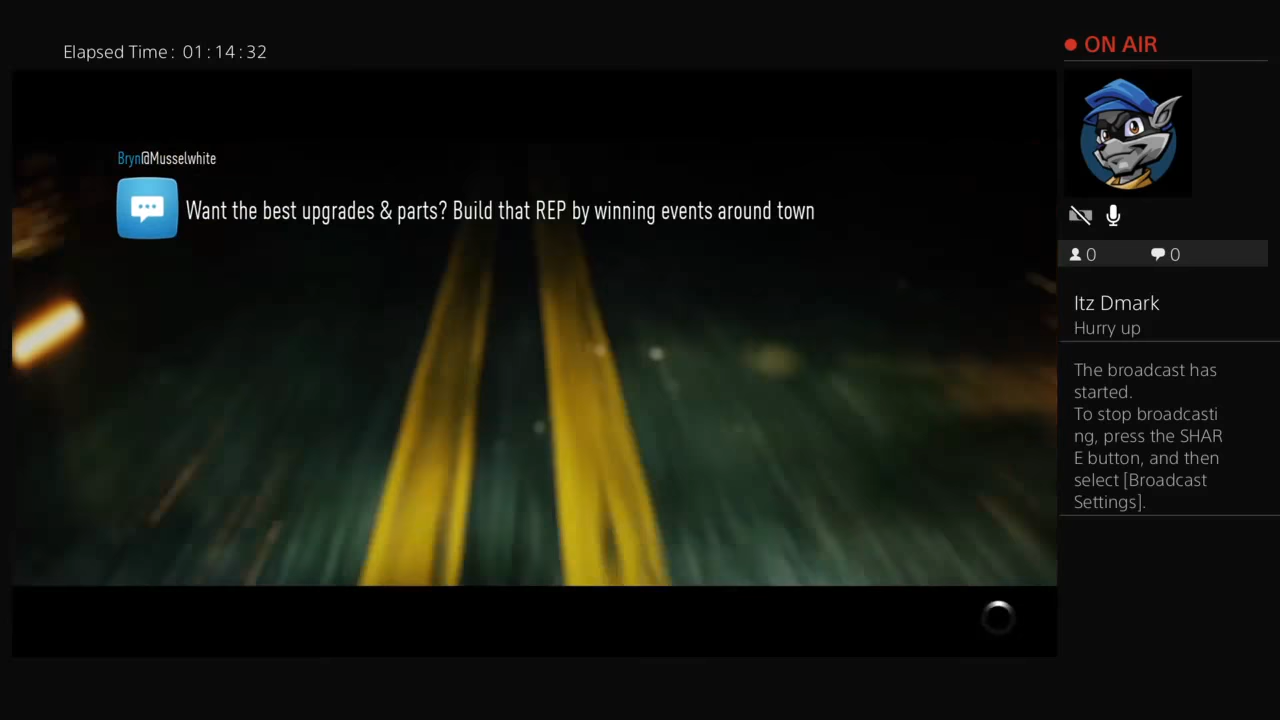 Elapsed Time: 01:14:32
ON AIR
Bryn@Musselwhite
Want the best upgrades & parts? Build that REP by winning events around town
0 0
Itz Dmark
Hurry up
The broadcast has
started.
To stop broadcasti
ng, press the SHAR
E button, and then
select [Broadcast
Settings].